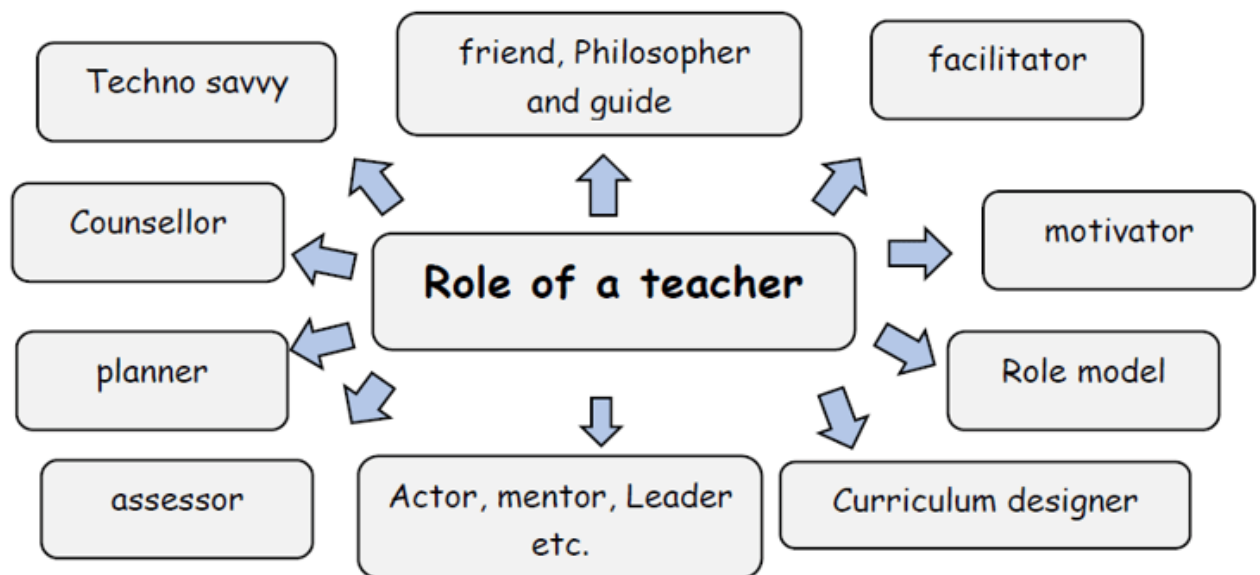 Techno savvy
friend, Philosopher
and guide
facilitator
Counsellor
Role of a teacher
motivator
planner
Role model
assessor
Actor, mentor, Leader
etc.
Curriculum designer